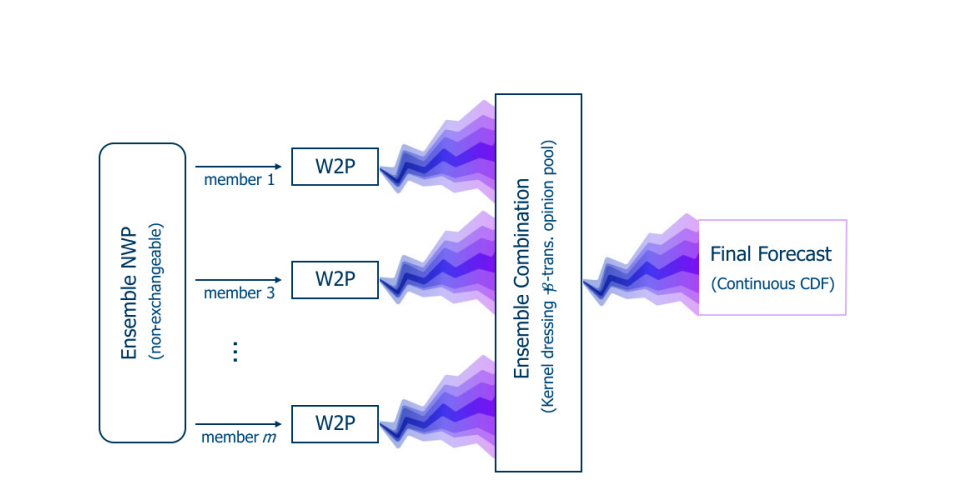 Ensemble NWP
(non-exchangeable)
member 1
W2P
member 3
W2P
...
member m
W2P
Ensemble Combination
(Kernel dressing -trans. opinion pool)
Final Forecast
(Continuous CDF)